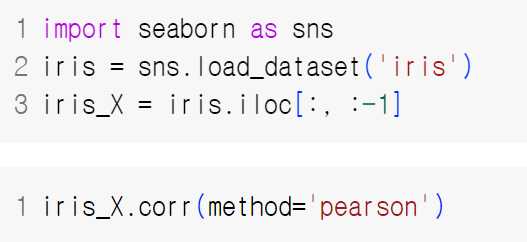 1 import seaborn as sns
2 iris = sns.load_dataset('iris')
3 iris_X = iris.iloc[:, :-1]
1 iris_X.corr(method='pearson')